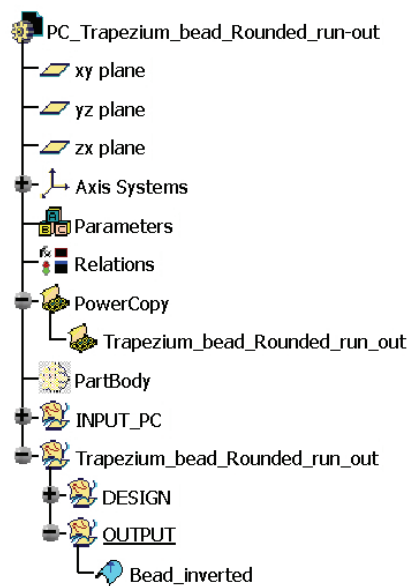 PC_Trapezium_bead_Rounded_run-out
xy plane
yz plane
zx plane
Axis Systems
Parameters
Relations
PowerCopy
Trapezium_bead_Rounded_run_out
PartBody
INPUT_PC
Trapezium_bead_Rounded_run_out
DESIGN
OUTPUT
Bead_inverted